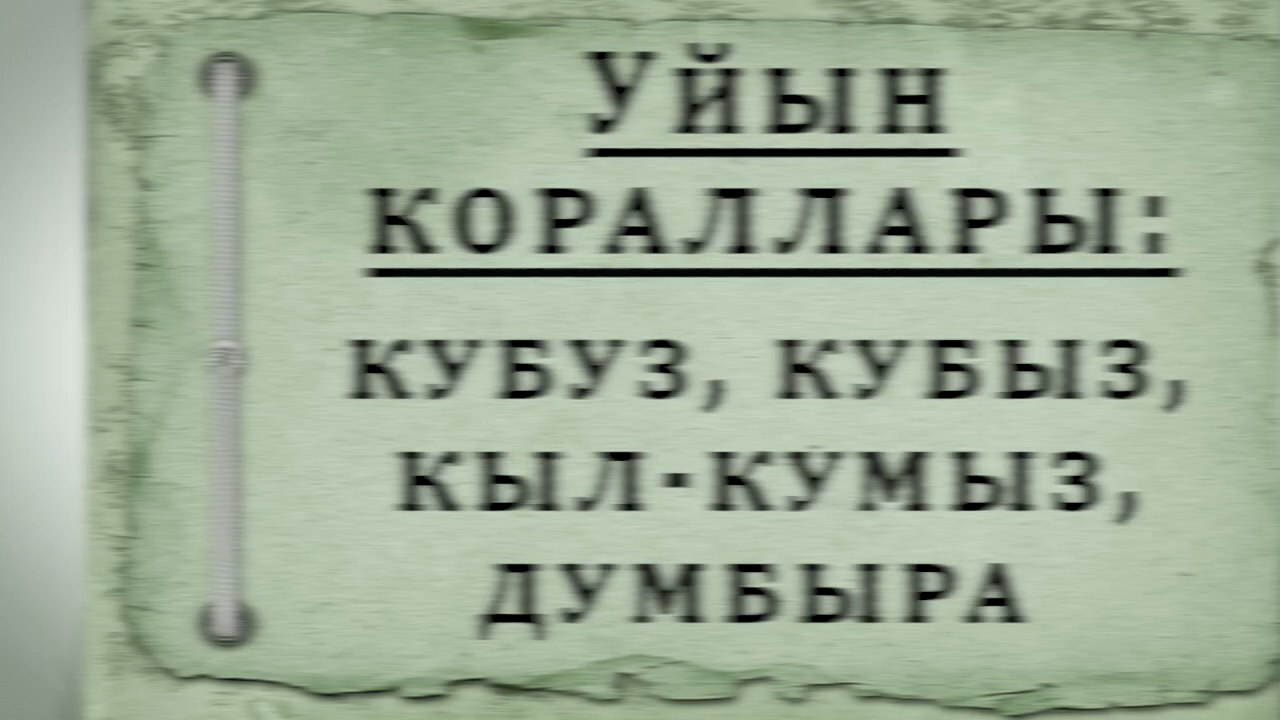 УЙЫН
КОРАЛЛАРЫ:
КУБУЗ, КУБЫЗ,
КЫЛ-КУМЫЗ,
ДУМБЫРА